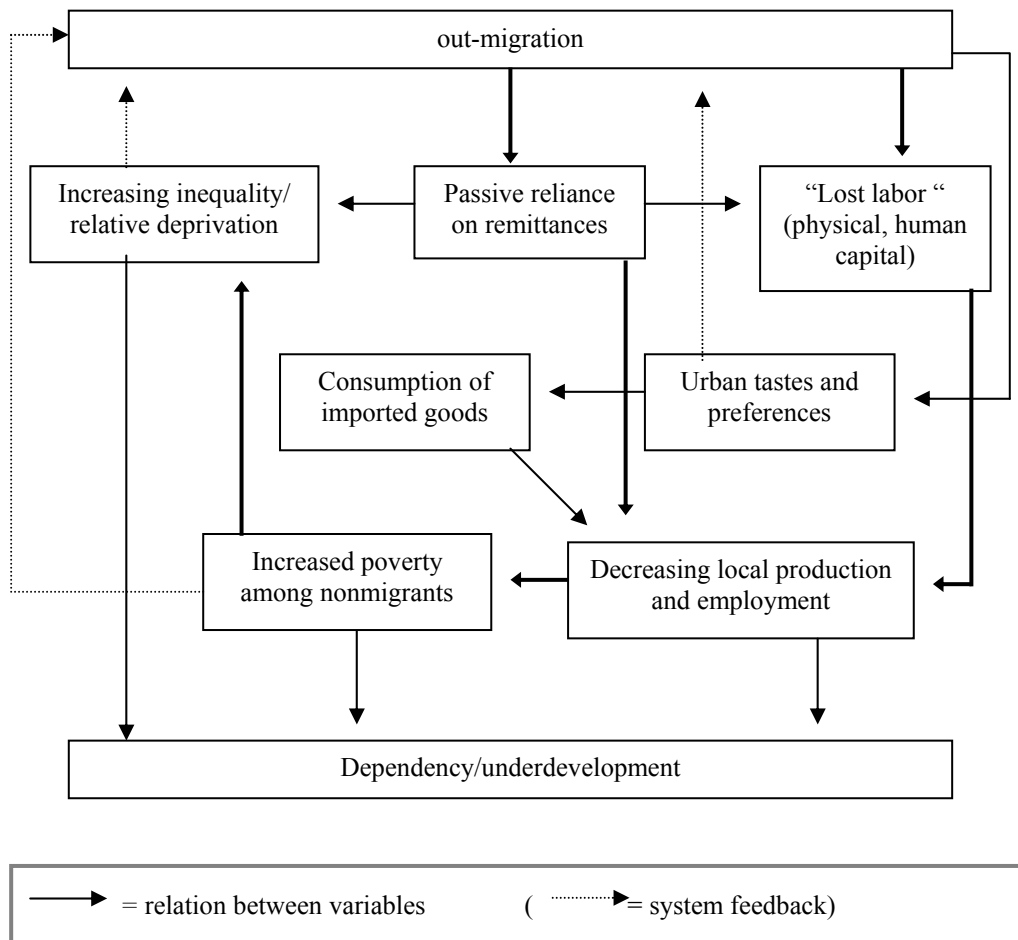 out-migration
Increasing inequality/
relative deprivation
Passive reliance
on remittances
“Lost labor “
(physical, human
capital)
Consumption of
imported goods
Urban tastes and
preferences
Increased poverty
among nonmigrants
Decreasing local production
and employment
Dependency/underdevelopment
= relation between variables ( = system feedback)